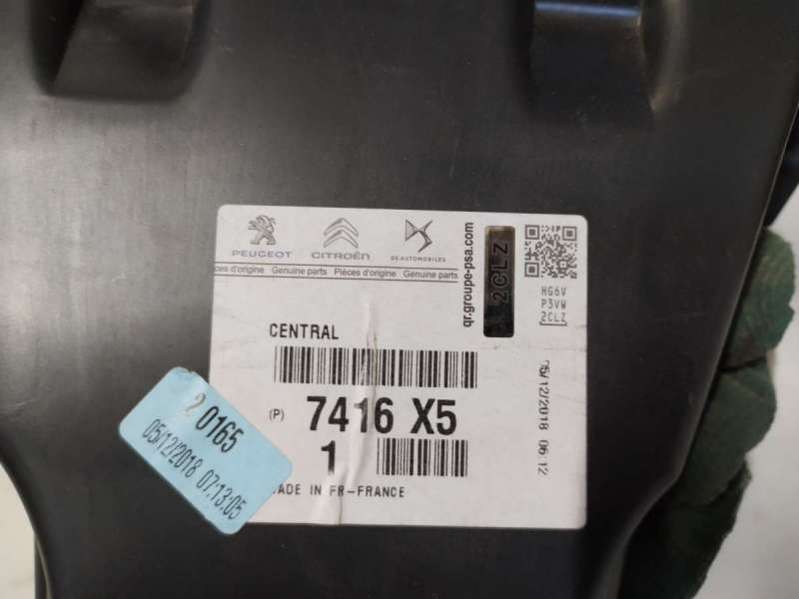 PEUGEOT
CITROËN
DS AUTOMOBILES
ces d'origine Genuine parts Pièces d'origine Genuine parts
qr.groupe-psa.com
2CLZ
HG6V
P3VW
2CLZ
CENTRAL
(P) 7416 X5
1
ADE IN FR-FRANCE
05/12/2018 06:12
2 0165
05/12/2018 07:13:05